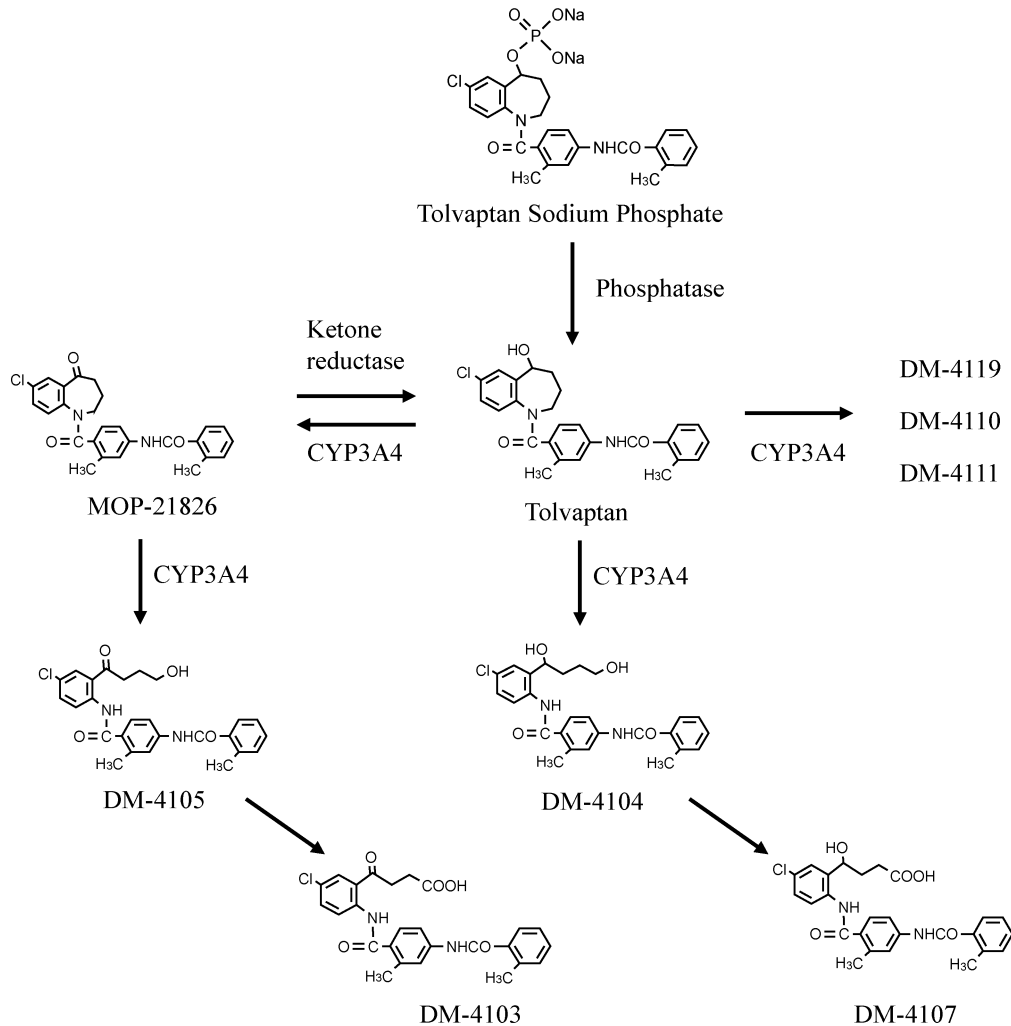 O
ONa
P
O
ONa
Cl
N
O=C
NHCO
H3C
H3C
Tolvaptan Sodium Phosphate
Phosphatase
O
Cl
N
O=C
NHCO
H3C
H3C
MOP-21826
Ketone
reductase
CYP3A4
HO
Cl
N
O=C
NHCO
H3C
H3C
Tolvaptan
CYP3A4
DM-4119
DM-4110
DM-4111
CYP3A4
CYP3A4
O
OH
Cl
NH
O=C
NHCO
H3C
H3C
DM-4105
HO
OH
Cl
NH
O=C
NHCO
H3C
H3C
DM-4104
O
Cl
COOH
NH
O=C
NHCO
H3C
H3C
DM-4103
HO
Cl
COOH
NH
O=C
NHCO
H3C
H3C
DM-4107